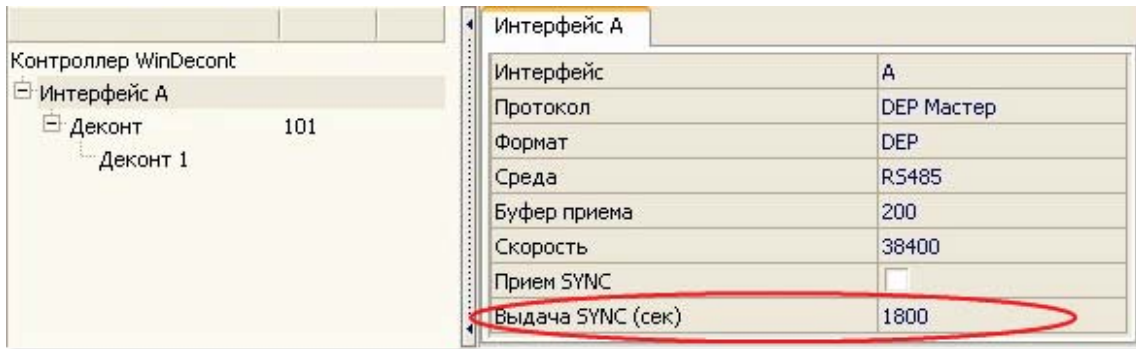 Контроллер WinDecont
Интерфейс A
Деконт 101
Деконт 1
Интерфейс A
Интерфейс A
Протокол DEP Мастер
Формат DEP
Среда RS485
Буфер приема 200
Скорость 38400
Прием SYNC
Выдача SYNC (сек) 1800